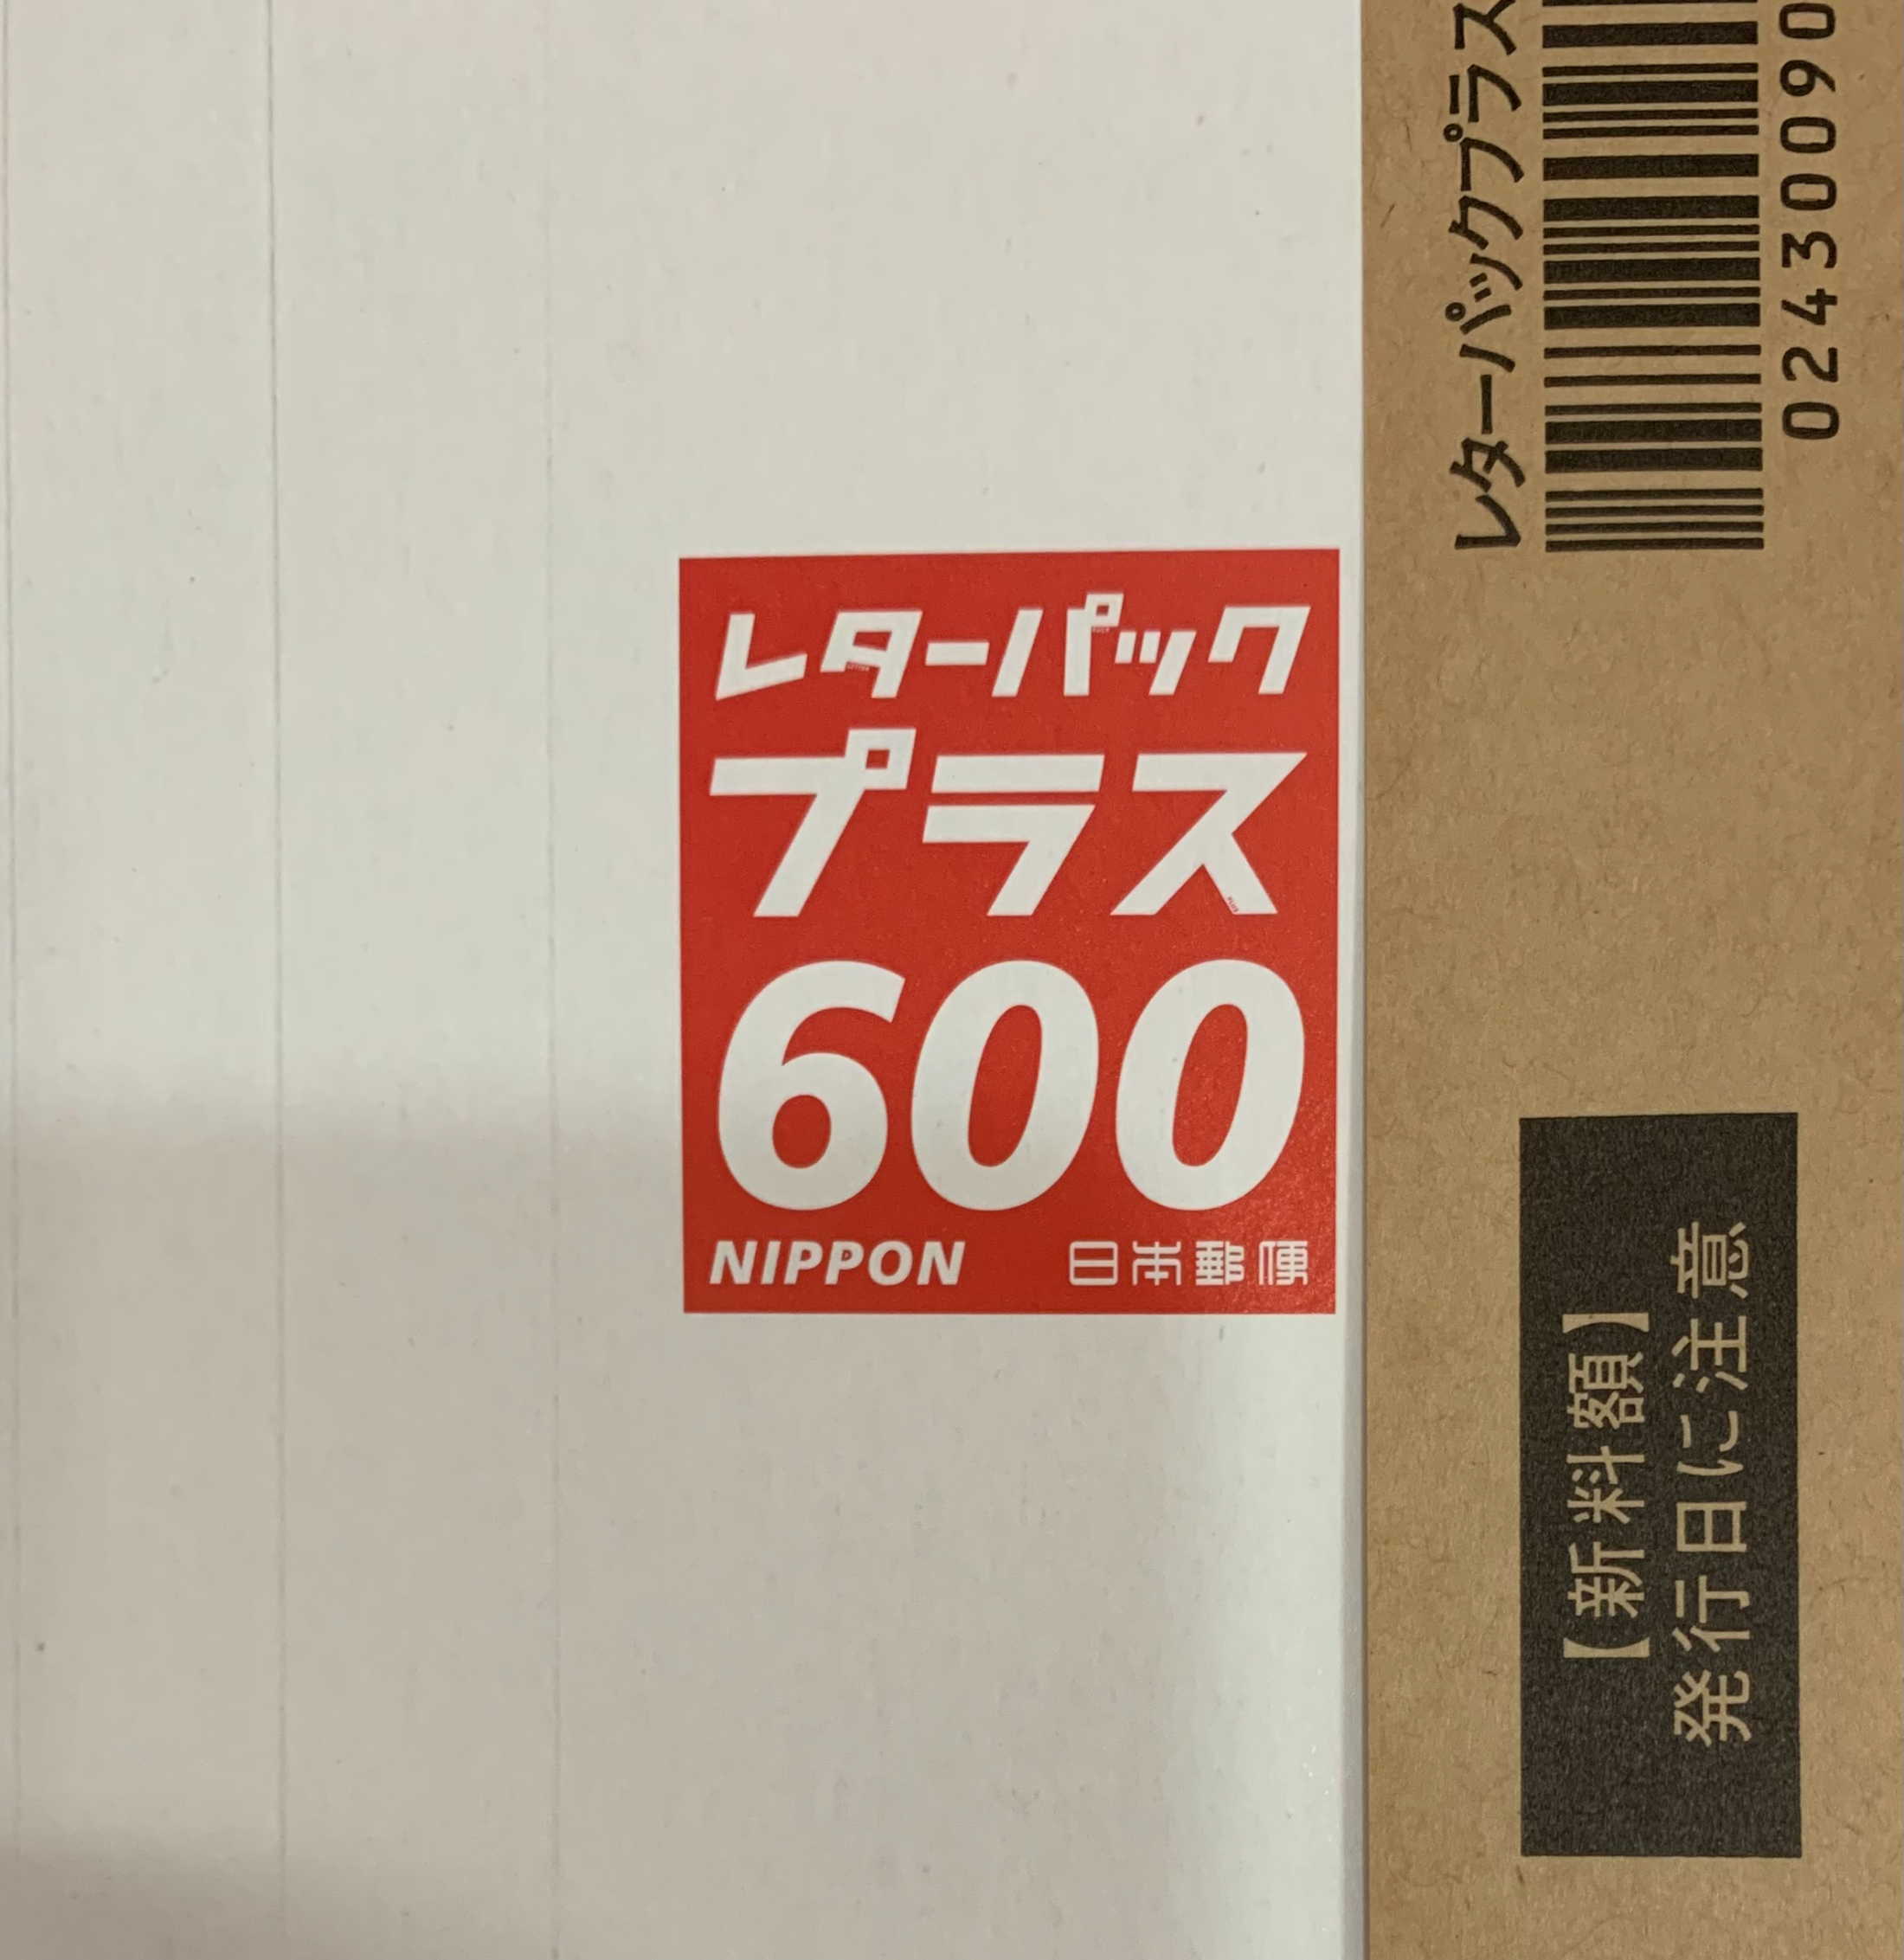 レターパック
プラス
600
NIPPON 日本郵便
レターパックプラス
02430090
【新料額】
発行日に注意